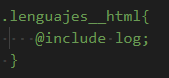 .lenguajes__html{
    @include log;
}